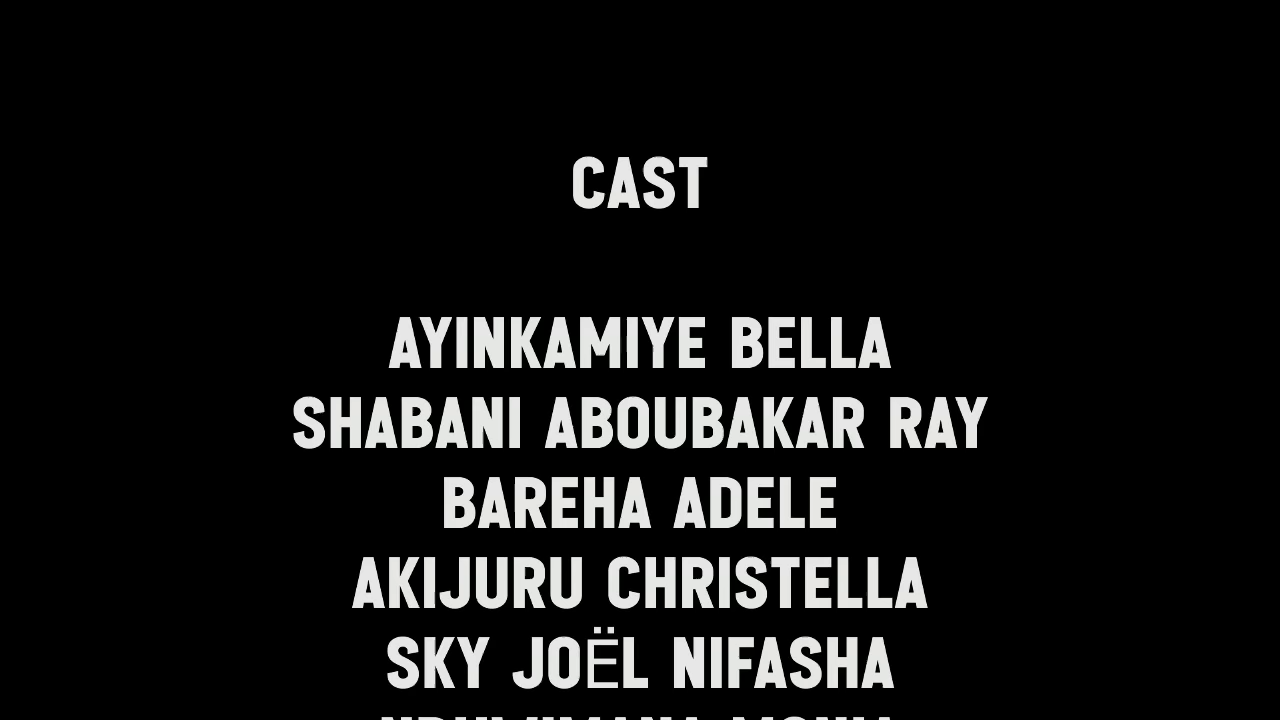 CAST
AYINKAMIYE BELLA
SHABANI ABOUBAKAR RAY
BAREHA ADELE
AKIJURU CHRISTELLA
SKY JOËL NIFASHA